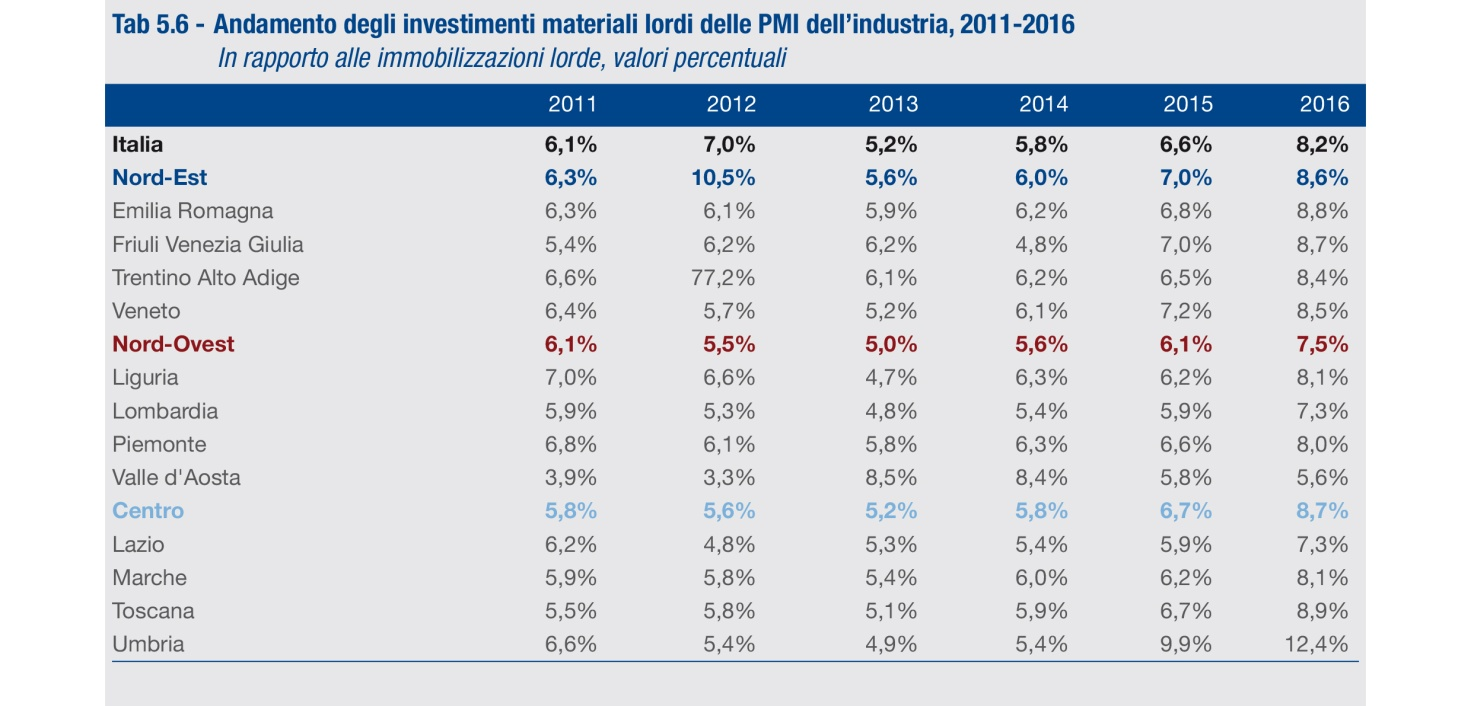 Tab 5.6 - Andamento degli investimenti materiali lordi delle PMI dell'industria, 2011-2016
In rapporto alle immobilizzazioni lorde, valori percentuali
2011 2012 2013 2014 2015 2016
Italia 6,1% 7,0% 5,2% 5,8% 6,6% 8,2%
Nord-Est 6,3% 10,5% 5,6% 6,0% 7,0% 8,6%
Emilia Romagna 6,3% 6,1% 5,9% 6,2% 6,8% 8,8%
Friuli Venezia Giulia 5,4% 6,2% 6,2% 4,8% 7,0% 8,7%
Trentino Alto Adige 6,6% 77,2% 6,1% 6,2% 6,5% 8,4%
Veneto 6,4% 5,7% 5,2% 6,1% 7,2% 8,5%
Nord-Ovest 6,1% 5,5% 5,0% 5,6% 6,1% 7,5%
Liguria 7,0% 6,6% 4,7% 6,3% 6,2% 8,1%
Lombardia 5,9% 5,3% 4,8% 5,4% 5,9% 7,3%
Piemonte 6,8% 6,1% 5,8% 6,3% 6,6% 8,0%
Valle d'Aosta 3,9% 3,3% 8,5% 8,4% 5,8% 5,6%
Centro 5,8% 5,6% 5,2% 5,8% 6,7% 8,7%
Lazio 6,2% 4,8% 5,3% 5,4% 5,9% 7,3%
Marche 5,9% 5,8% 5,4% 6,0% 6,2% 8,1%
Toscana 5,5% 5,8% 5,1% 5,9% 6,7% 8,9%
Umbria 6,6% 5,4% 4,9% 5,4% 9,9% 12,4%